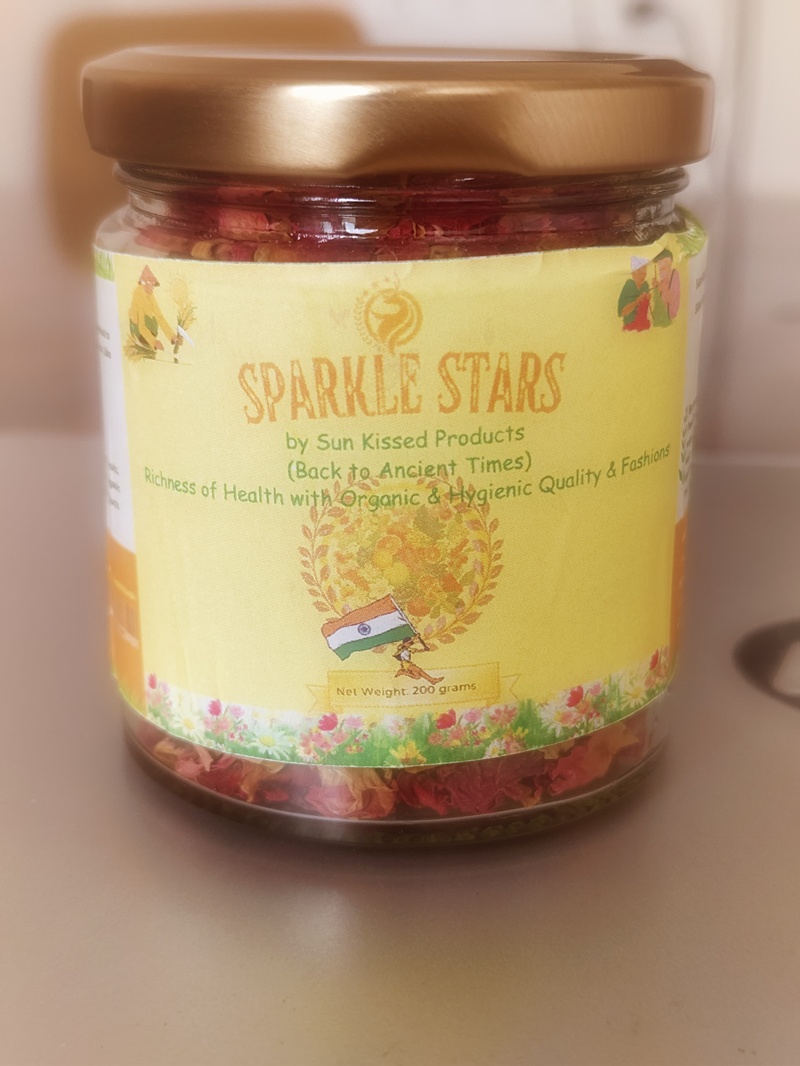 SPARKLE STARS
by Sun Kissed Products
(Back to Ancient Times)
Richness of Health with Organic & Hygienic Quality & Fashions
Net Weight. 200 grams